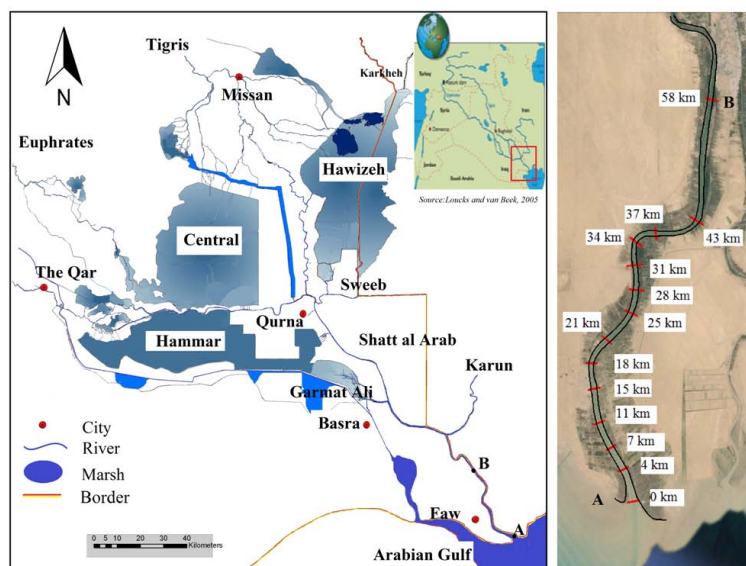 Tigris
Missan
Karkheh
N
Euphrates
Hawizeh
Source:Loucks and van Beek, 2005
Central
The Qar
Sweeb
Qurna
Hammar
Shatt al Arab
Karun
Garmat Ali
Basra
City
River
Marsh
Border
B
Faw
A
Arabian Gulf
0 5 10 20 30 40
Kilometers
58 km
B
37 km
34 km
43 km
31 km
28 km
21 km
25 km
18 km
15 km
11 km
7 km
4 km
A
0 km